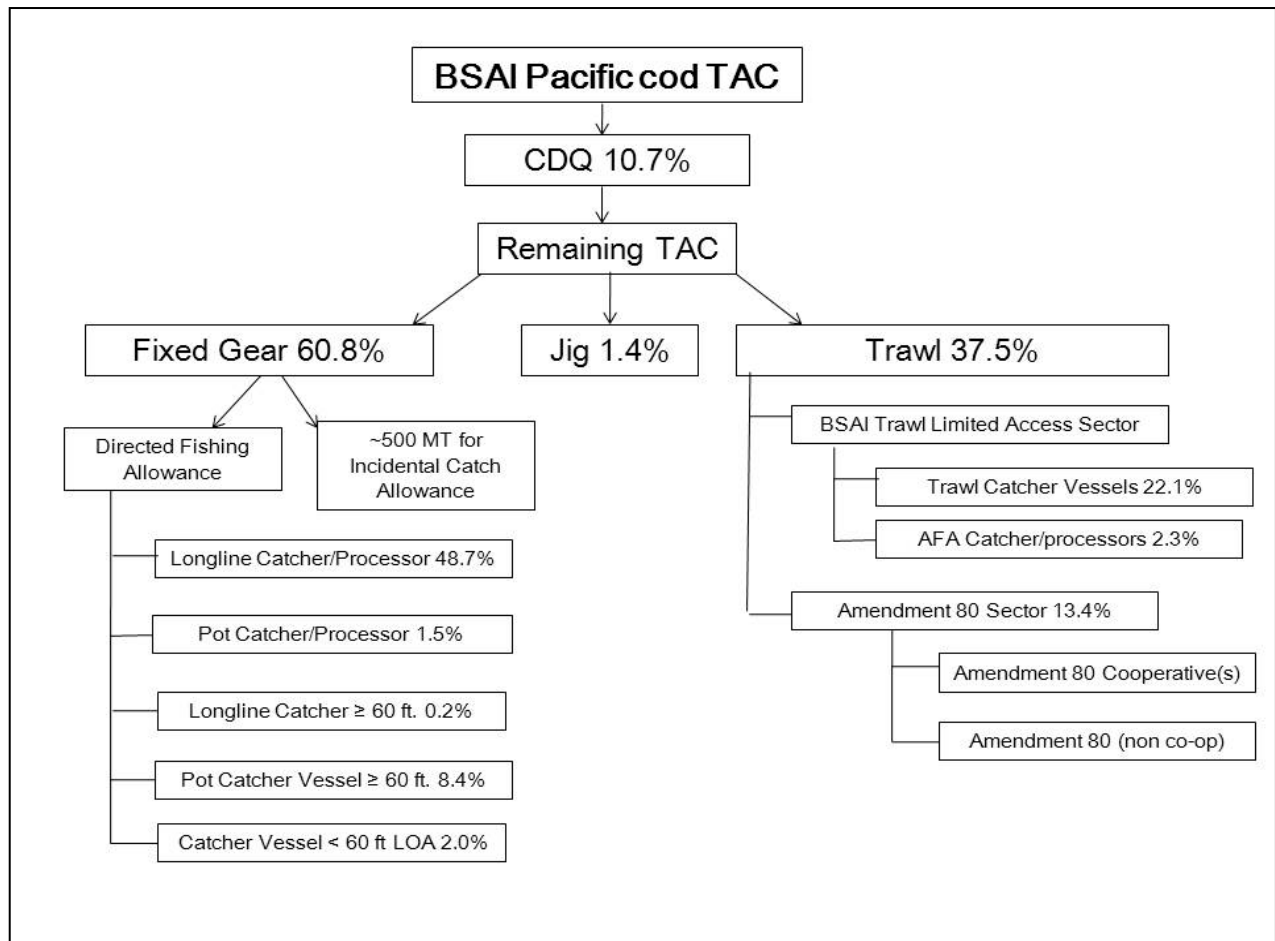 BSAI Pacific cod TAC
CDQ 10.7%
Remaining TAC
Fixed Gear 60.8%
Jig 1.4%
Trawl 37.5%
Directed Fishing
Allowance
~500 MT for
Incidental Catch
Allowance
Longline Catcher/Processor 48.7%
Pot Catcher/Processor 1.5%
Longline Catcher ≥ 60 ft. 0.2%
Pot Catcher Vessel ≥ 60 ft. 8.4%
Catcher Vessel < 60 ft LOA 2.0%
BSAI Trawl Limited Access Sector
Trawl Catcher Vessels 22.1%
AFA Catcher/processors 2.3%
Amendment 80 Sector 13.4%
Amendment 80 Cooperative(s)
Amendment 80 (non co-op)